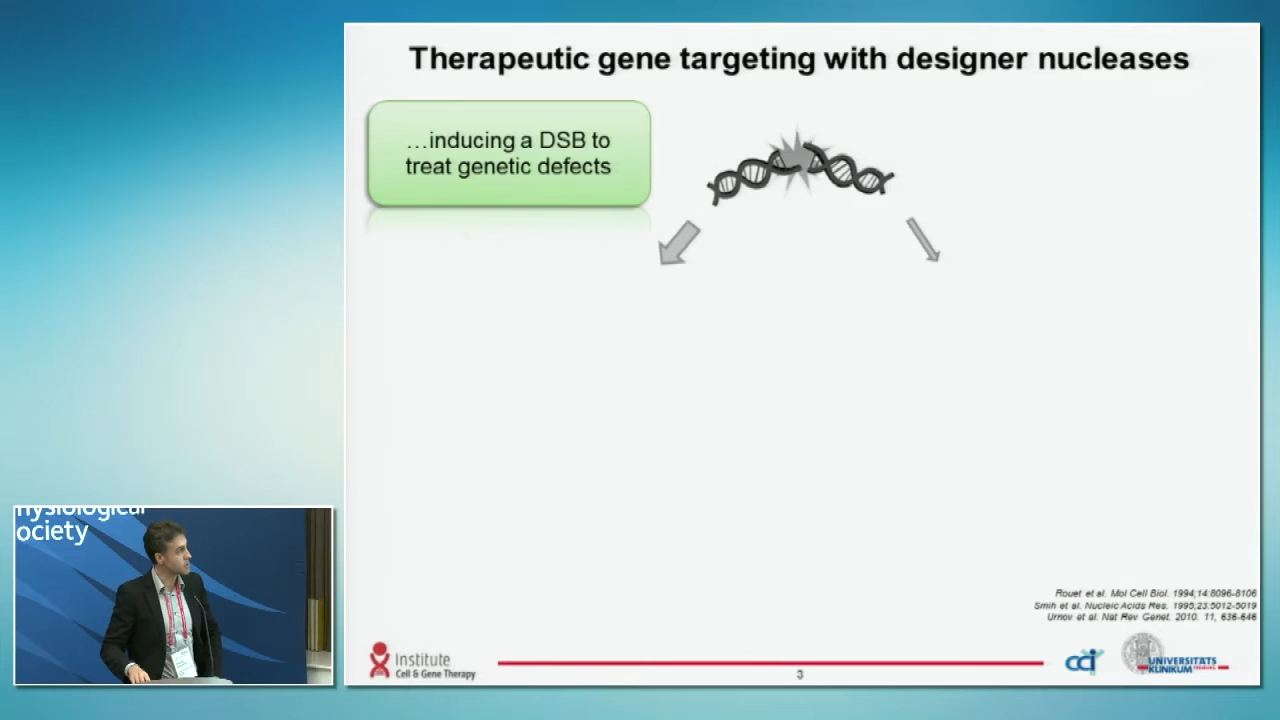 Therapeutic gene targeting with designer nucleases
…inducing a DSB to
treat genetic defects
hysiological
ociety
Rouet et al. Mol Cell Biol. 1994;14:8096-8106
Smih et al. Nucleic Acids Res. 1995;23:5012-5019
Urnov et al. Nat Rev Genet. 2010. 11, 636-646
Institute
Cell & Gene Therapy
3
cci
UNIVERSITÄTS
KLINIKUM FREIBURG